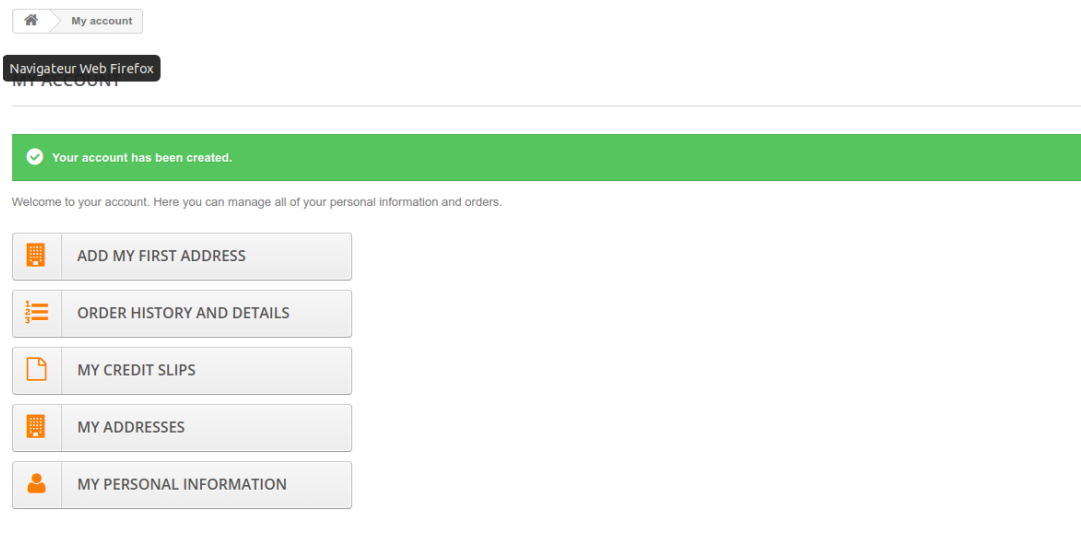 My account
Navigateur Web Firefox
MY ACCOUNT
Your account has been created.
Welcome to your account. Here you can manage all of your personal information and orders.
ADD MY FIRST ADDRESS
ORDER HISTORY AND DETAILS
MY CREDIT SLIPS
MY ADDRESSES
MY PERSONAL INFORMATION